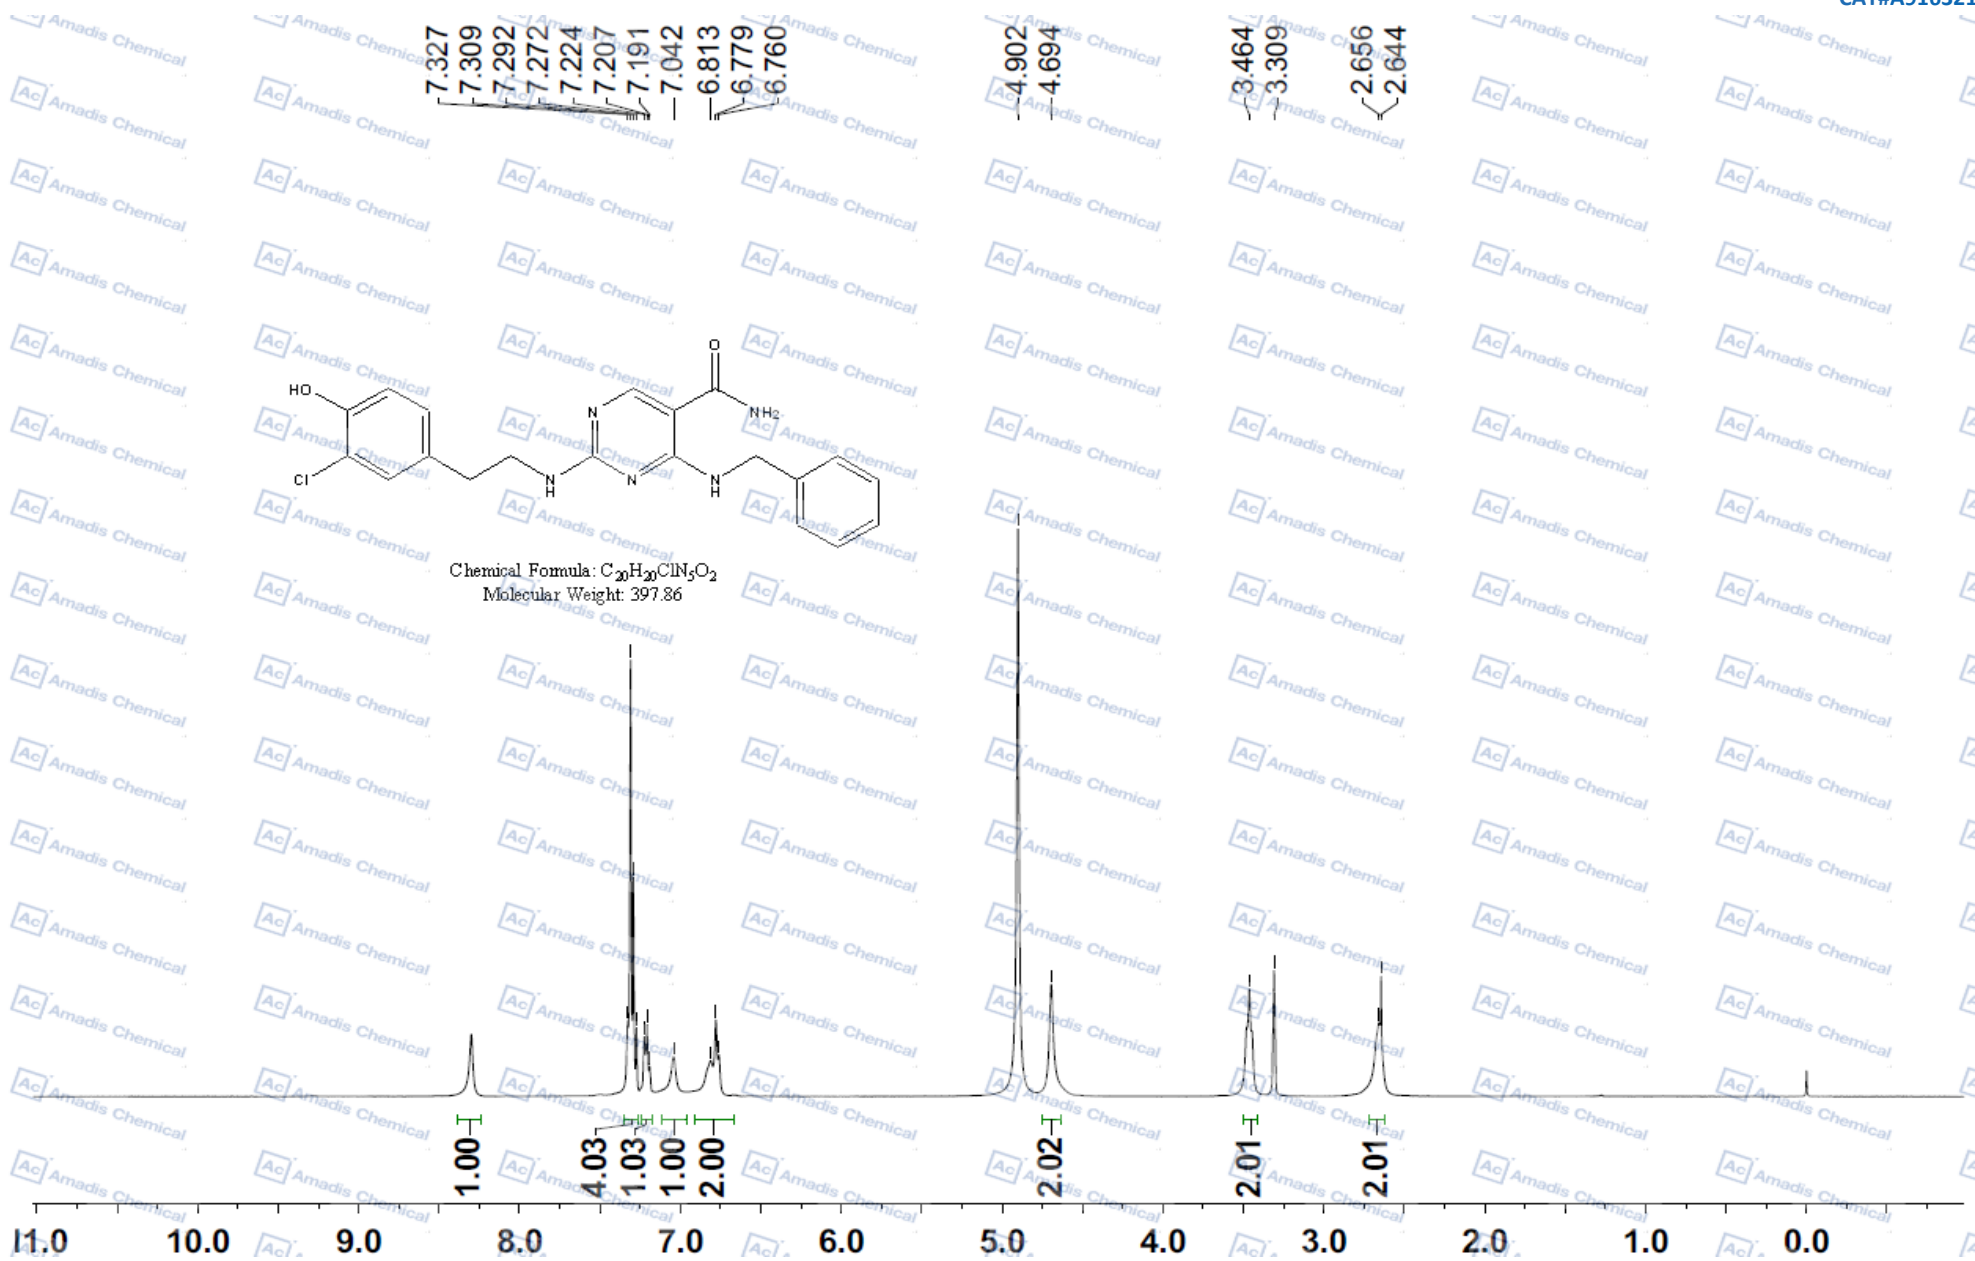 CAT#A916321
7.327
7.309
7.292
7.272
7.224
7.207
7.191
7.042
6.813
6.779
6.760
4.902
4.694
3.464
3.309
2.656
2.644
O
HO
N
NH2
Cl
N
H
N
N
H
Chemical Formula: C20H20ClN5O2
Molecular Weight: 397.86
1.00
4.03
1.03
1.00
2.00
2.02
2.01
2.01
11.0 10.0 9.0 8.0 7.0 6.0 5.0 4.0 3.0 2.0 1.0 0.0
Ac Amadis Chemical